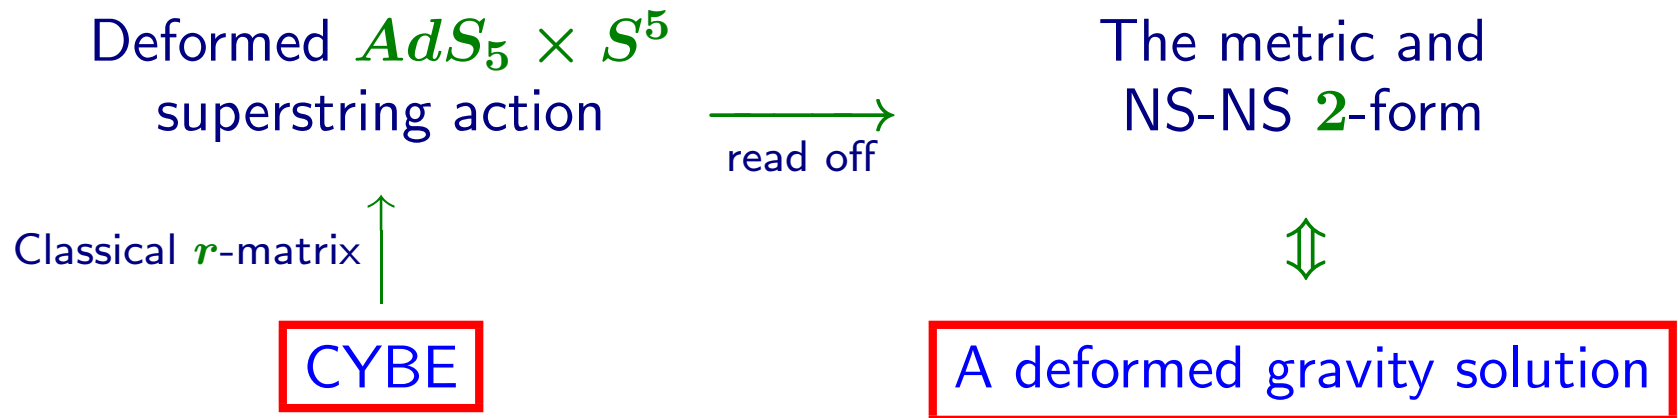 Deformed AdS₅ × S⁵
superstring action
read off
The metric and
NS-NS 2-form
Classical r-matrix
CYBE
A deformed gravity solution